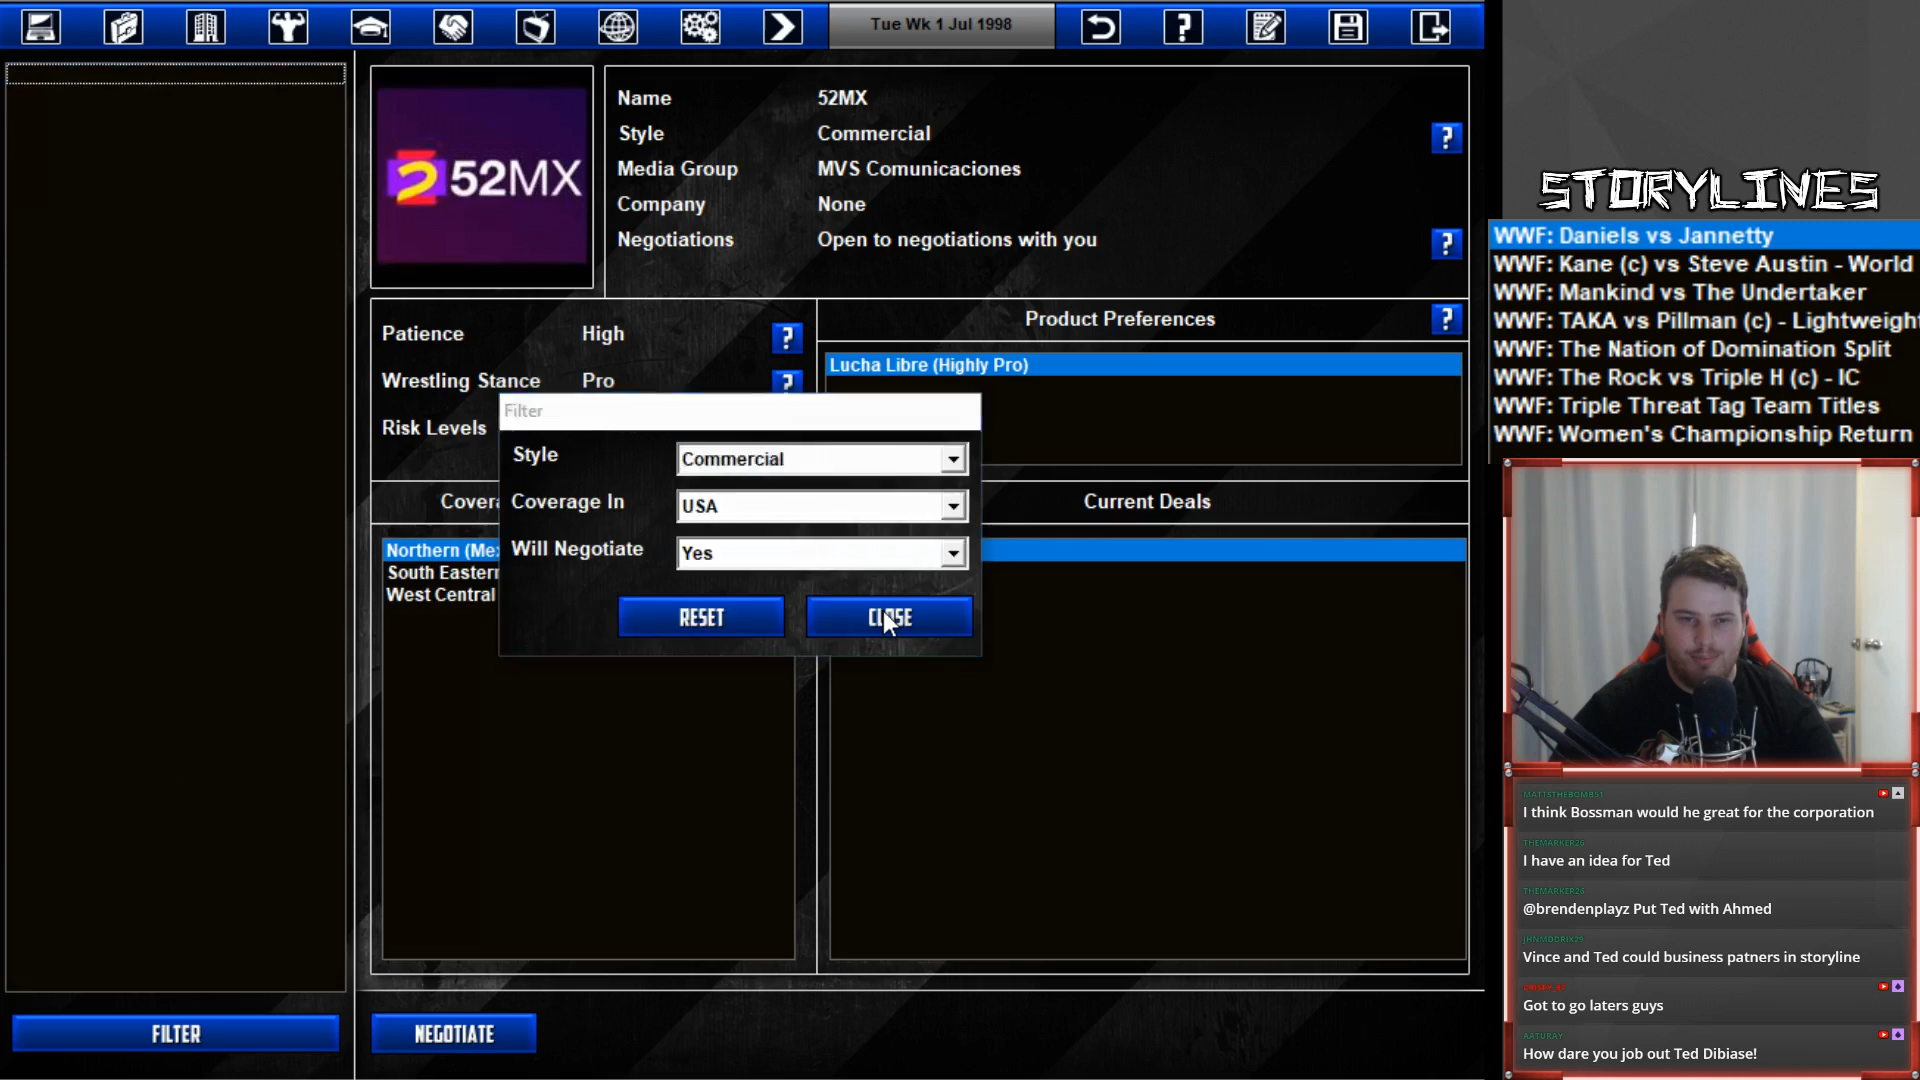 Tue Wk 1 Jul 1998
52MX
Name 52MX
Style Commercial
Media Group MVS Comunicaciones
Company None
Negotiations Open to negotiations with you
Patience High
Wrestling Stance Pro
Risk Levels
Product Preferences
Lucha Libre (Highly Pro)
Filter
Style Commercial
Coverage In USA
Will Negotiate Yes
RESET CLOSE
Current Deals
Northern
South Eastern
West Central
FILTER
NEGOTIATE
STORYLINES
WWF: Daniels vs Jannetty
WWF: Kane (c) vs Steve Austin - World
WWF: Mankind vs The Undertaker
WWF: TAKA vs Pillman (c) - Lightweight
WWF: The Nation of Domination Split
WWF: The Rock vs Triple H (c) - IC
WWF: Triple Threat Tag Team Titles
WWF: Women's Championship Return
MATTSTHEBOMB51
I think Bossman would he great for the corporation
THEMARKER26
I have an idea for Ted
THEMARKER26
@brendenplayz Put Ted with Ahmed
JHNMDDRIX29
Vince and Ted could business patners in storyline
Got to go laters guys
AATURAY
How dare you job out Ted Dibiase!